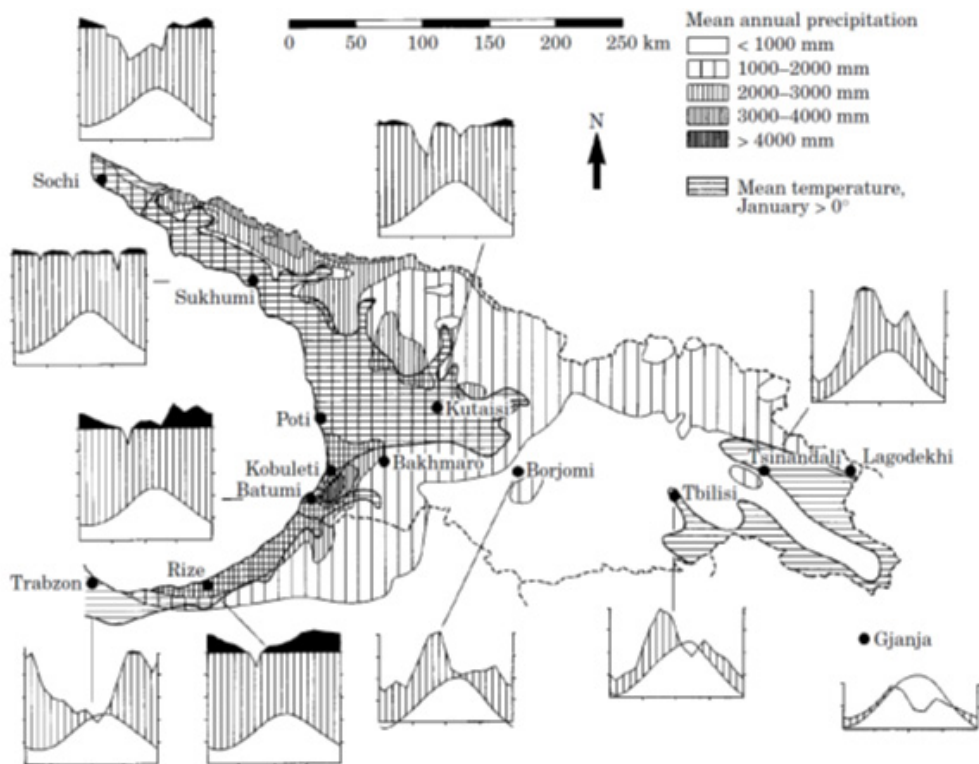 0 50 100 150 200 250 km
Mean annual precipitation
< 1000 mm
1000–2000 mm
2000–3000 mm
3000–4000 mm
> 4000 mm
Mean temperature,
January > 0°
N
Sochi
Sukhumi
Poti
Kutaisi
Kobuleti
Bakhmaro
Borjomi
Batumi
Tsinandali
Lagodekhi
Tbilisi
Trabzon
Rize
Gjanja